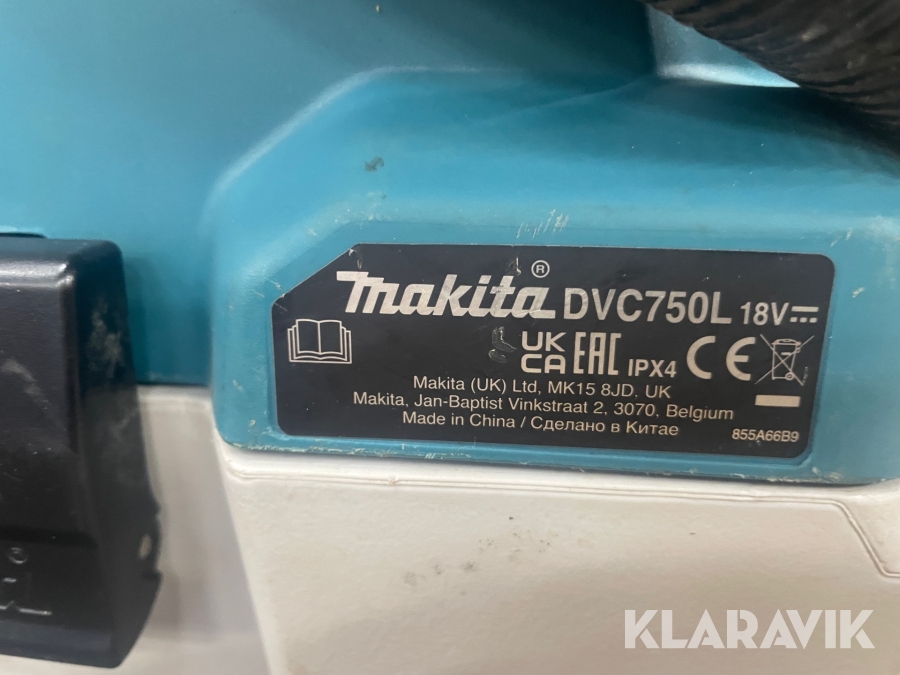 makita® DVC750L 18V
UK CA EAC IPX4 CE
Makita (UK) Ltd, MK15 8JD. UK
Makita, Jan-Baptist Vinkstraat 2, 3070, Belgium
Made in China / Сделано в Китае
855A66B9
KLARAVIK